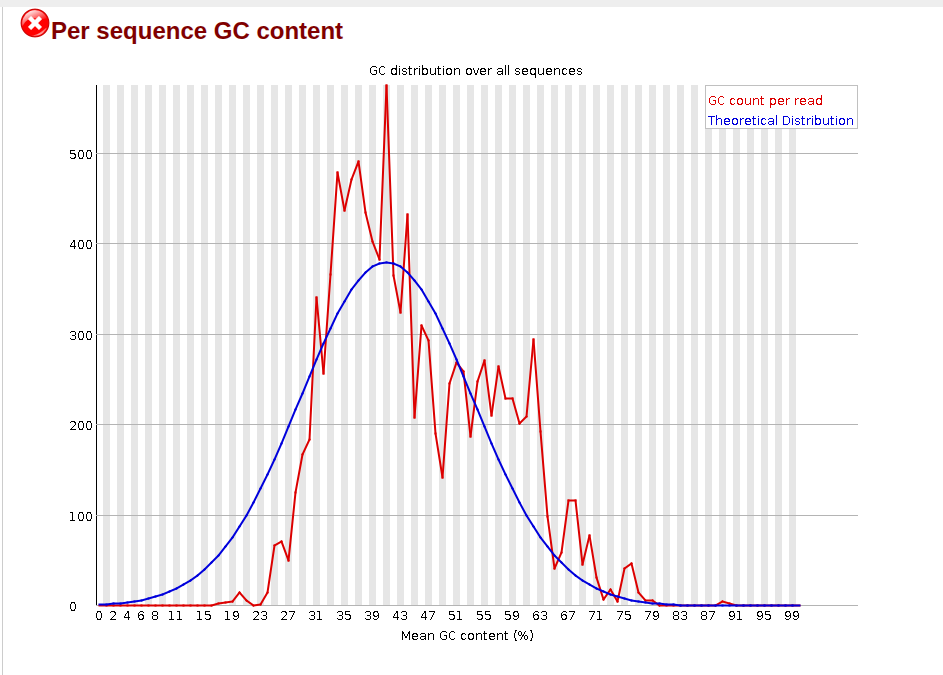 Per sequence GC content
GC distribution over all sequences
GC count per read
Theoretical Distribution
500
400
300
200
100
0
0 2 4 6 8 11 15 19 23 27 31 35 39 43 47 51 55 59 63 67 71 75 79 83 87 91 95 99
Mean GC content (%)